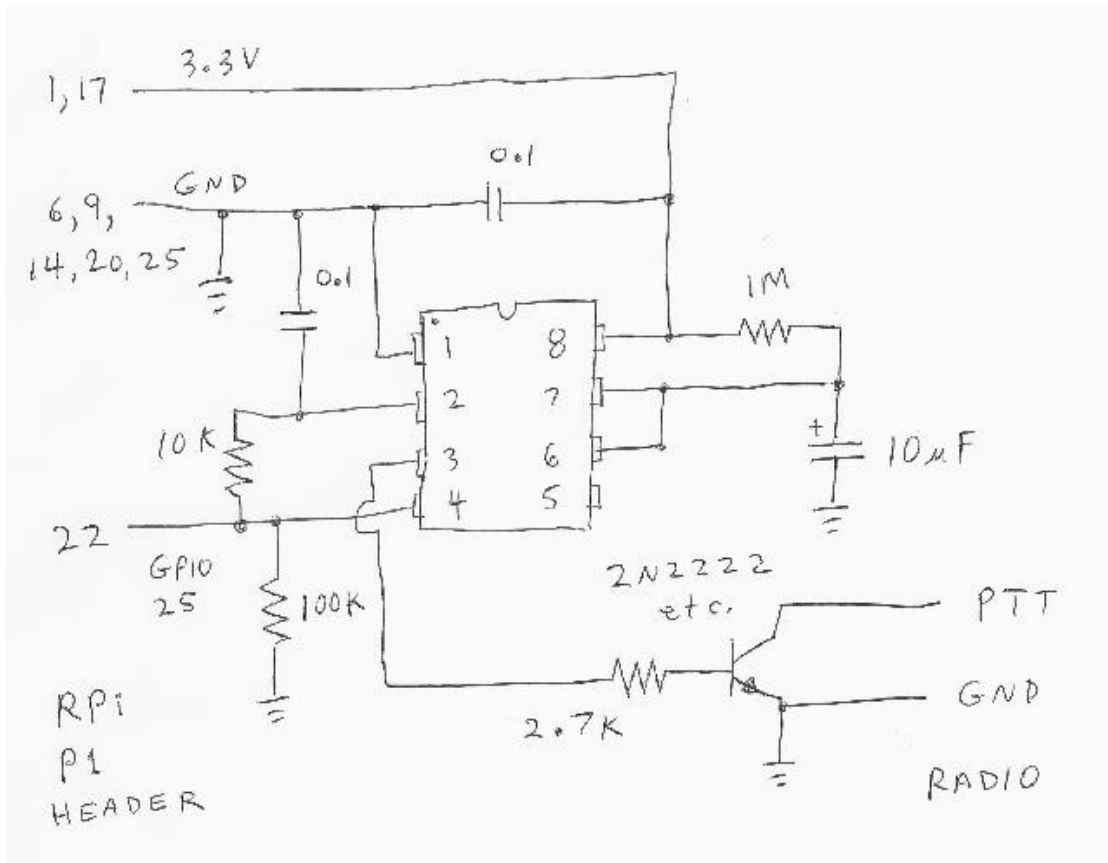 3.3V
1,17
0.1
GND
6,9,
14,20,25
0.1
1M
1
8
2
7
10K
3
6
+
10µF
4
5
22
GPIO
25
100K
2N2222
etc.
PTT
2.7K
GND
RPi
P1
HEADER
RADIO